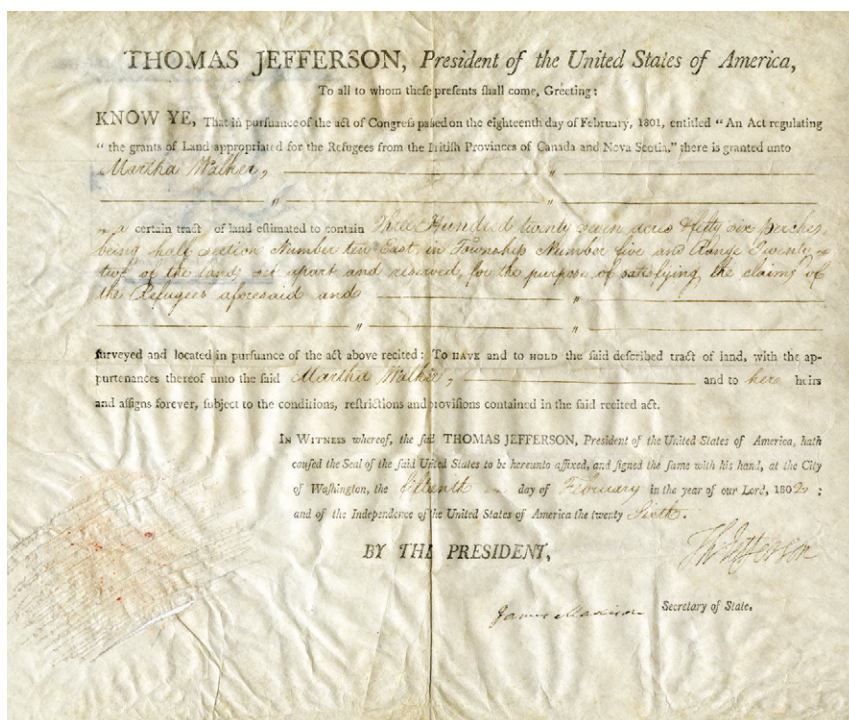 THOMAS JEFFERSON, President of the United States of America,
To all to whom theſe preſents ſhall come, Greeting:
KNOW YE, That in purſuance of the act of Congreſs paſſed on the eighteenth day of February, 1801, entitled "An Act regulating
"the grants of Land appropriated for the Refugees from the Britiſh Provinces of Canada and Nova Scotia," there is granted unto
Martha Walker, "
" "
a certain tract of land eſtimated to contain Three Hundred twenty seven acres & fifty six perches,
being half section Number ten East in Township Number five and Range Twenty
two of the lands set apart and reserved, for the purpose of satisfying the claims of
the Refugees aforesaid and "
" "
ſurveyed and located in purſuance of the act above recited: To HAVE and to HOLD the ſaid deſcribed tract of land, with the ap-
purtenances thereof unto the ſaid Martha Walker, and to here heirs
and aſſigns forever, ſubject to the conditions, reſtrictions and proviſions contained in the ſaid recited act.
IN WITNESS whereof, the ſaid THOMAS JEFFERSON, Preſident of the United States of America, hath
cauſed the Seal of the ſaid United States to be hereunto affixed, and ſigned the ſame with his hand, at the City
of Waſhington, the fifteenth day of February in the year of our Lord, 1802;
and of the Independence of the United States of America the twenty Sixth.
BY THE PRESIDENT,
Th: Jefferson
James Madison Secretary of State.